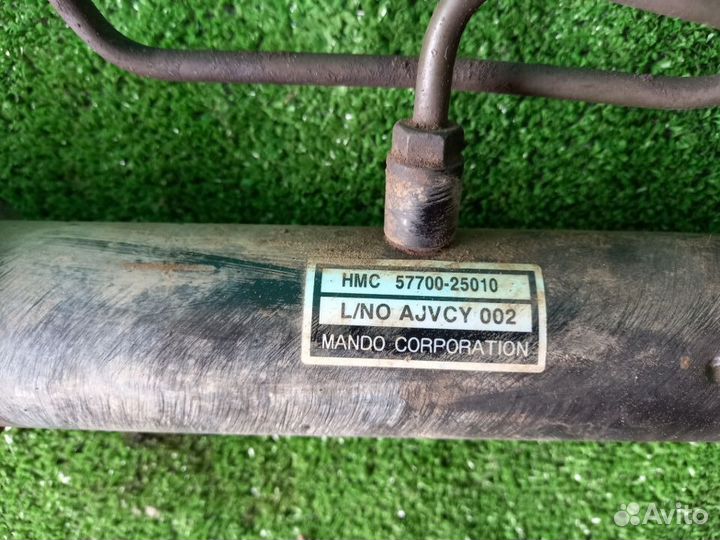 HMC 57700-25010
L/NO AJVCY 002
MANDO CORPORATION
Avito